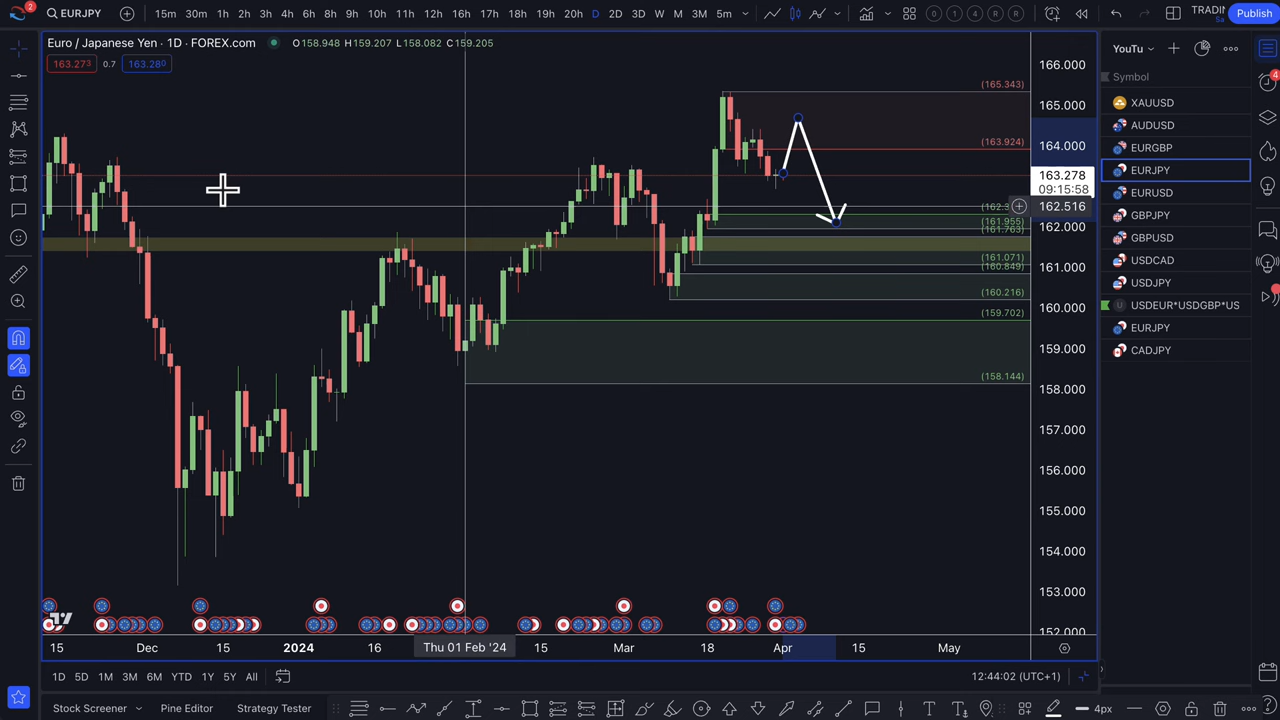 2 EURJPY 15m 30m 1h 2h 3h 4h 6h 8h 9h 10h 11h 12h 16h 17h 18h 19h 20h D 2D 3D W M 3M 5m 0 1 4 R R TRADIN Sa Publish
Euro / Japanese Yen · 1D · FOREX.com O158.948 H159.207 L158.082 C159.205
163.273 0.7 163.280
YouTu
Symbol
XAUUSD
AUDUSD
EURGBP
EURJPY
EURUSD
GBPJPY
GBPUSD
USDCAD
USDJPY
USDEUR*USDGBP*US
EURJPY
CADJPY
4
(165.343)
(163.924)
(161.955)
(161.763)
(161.071)
(160.849)
(160.216)
(159.702)
(158.144)
166.000
165.000
164.000
163.278
09:15:58
162.516
162.000
161.000
160.000
159.000
158.000
157.000
156.000
155.000
154.000
153.000
152.000
15 Dec 15 2024 16 Thu 01 Feb '24 15 Mar 18 Apr 15 May
1D 5D 1M 3M 6M YTD 1Y 5Y All 12:44:02 (UTC+1)
Stock Screener Pine Editor Strategy Tester 4px